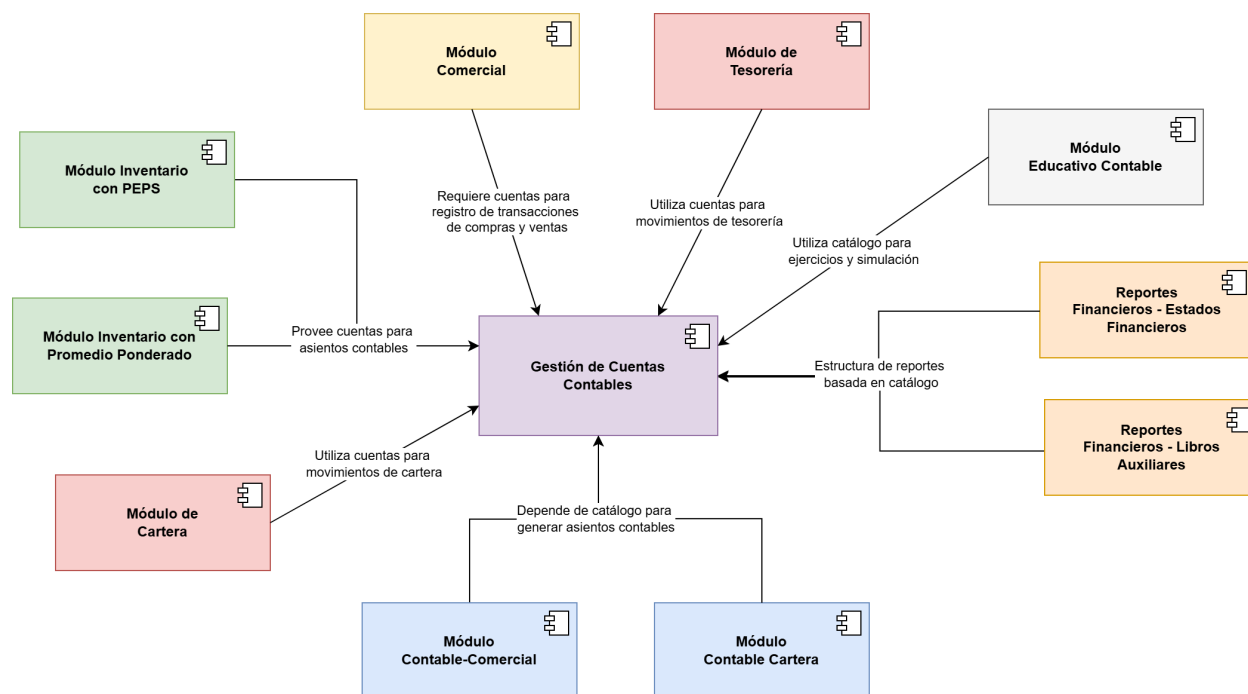 Módulo
Comercial
Módulo de
Tesorería
Módulo
Educativo Contable
Módulo Inventario
con PEPS
Requiere cuentas para
registro de transacciones
de compras y ventas
Utiliza cuentas para
movimientos de tesorería
Utiliza catálogo para
ejercicios y simulación
Reportes
Financieros - Estados
Financieros
Módulo Inventario con
Promedio Ponderado
Provee cuentas para
asientos contables
Gestión de Cuentas
Contables
Estructura de reportes
basada en catálogo
Reportes
Financieros - Libros
Auxiliares
Utiliza cuentas para
movimientos de cartera
Módulo de
Cartera
Depende de catálogo para
generar asientos contables
Módulo
Contable-Comercial
Módulo
Contable Cartera